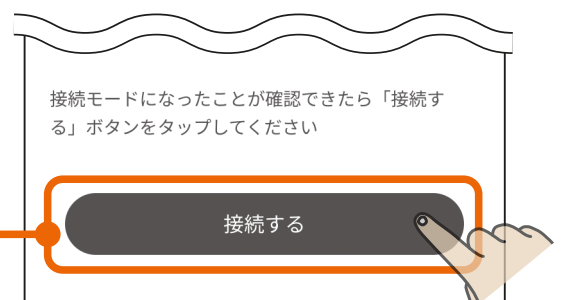 接続モードになったことが確認できたら「接続す
る」ボタンをタップしてください
接続する